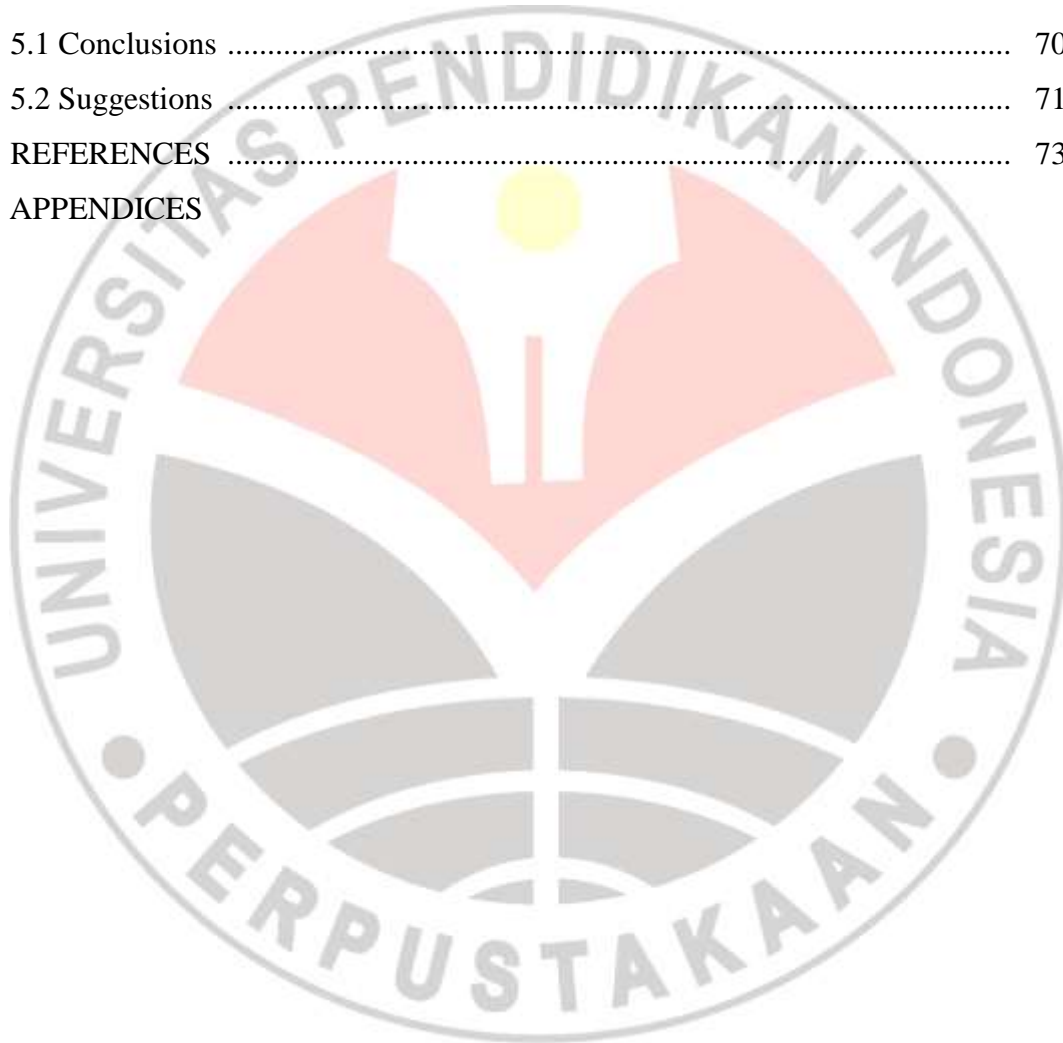 5.1 Conclusions ................................................................................................. 70
5.2 Suggestions ................................................................................................. 71
REFERENCES ................................................................................................. 73
APPENDICES
UNIVERSITAS PENDIDIKAN INDONESIA
• PERPUSTAKAAN •